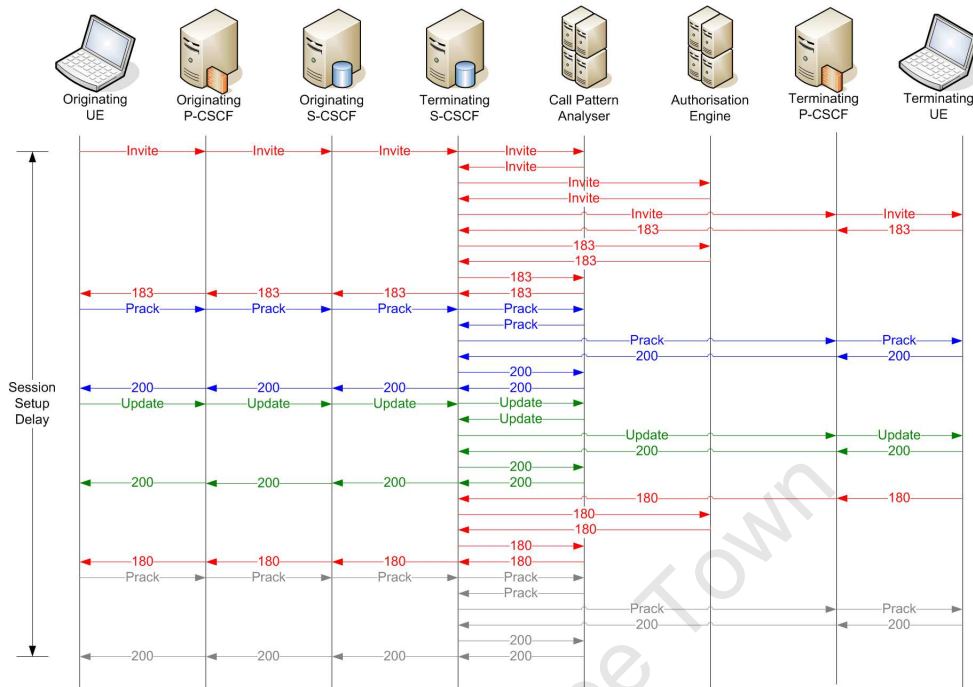 Originating UE
Originating P-CSCF
Originating S-CSCF
Terminating S-CSCF
Call Pattern Analyser
Authorisation Engine
Terminating P-CSCF
Terminating UE
Session
Setup
Delay
Invite Invite Invite Invite
Invite
Invite
Invite
Invite Invite
183 183
183
183
183
183 183 183 183
Prack Prack Prack Prack
Prack
Prack Prack
200 200
200
200 200 200 200
Update Update Update Update
Update
Update Update
200 200
200
200 200 200 200
180 180
180
180
180
180 180 180 180
Prack Prack Prack Prack
Prack
Prack Prack
200 200
200
200 200 200 200
Town